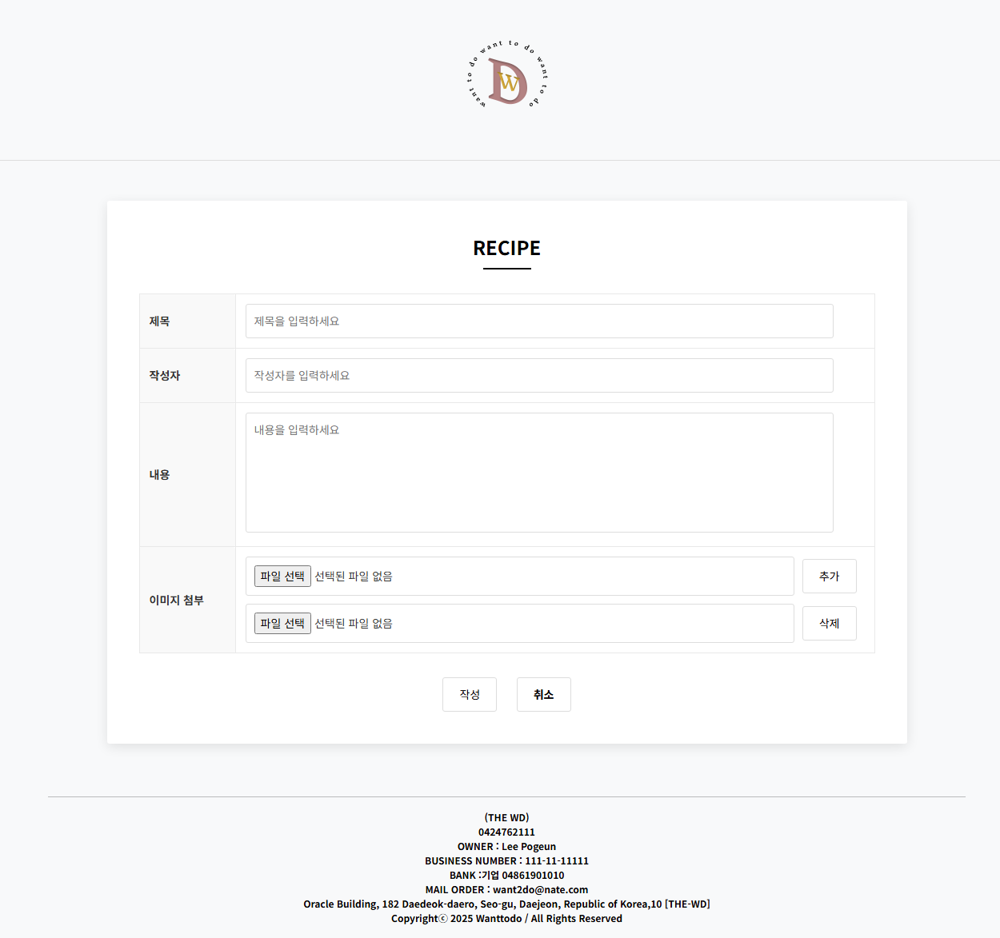 want to do want to do want to do
D
W
RECIPE
제목
제목을 입력하세요
작성자
작성자를 입력하세요
내용
내용을 입력하세요
이미지 첨부
파일 선택 선택된 파일 없음
추가
파일 선택 선택된 파일 없음
삭제
작성
취소
(THE WD)
0424762111
OWNER : Lee Pogeun
BUSINESS NUMBER : 111-11-11111
BANK :기업 04861901010
MAIL ORDER : want2do@nate.com
Oracle Building, 182 Daedeok-daero, Seo-gu, Daejeon, Republic of Korea,10 [THE-WD]
Copyrightⓒ 2025 Wanttodo / All Rights Reserved